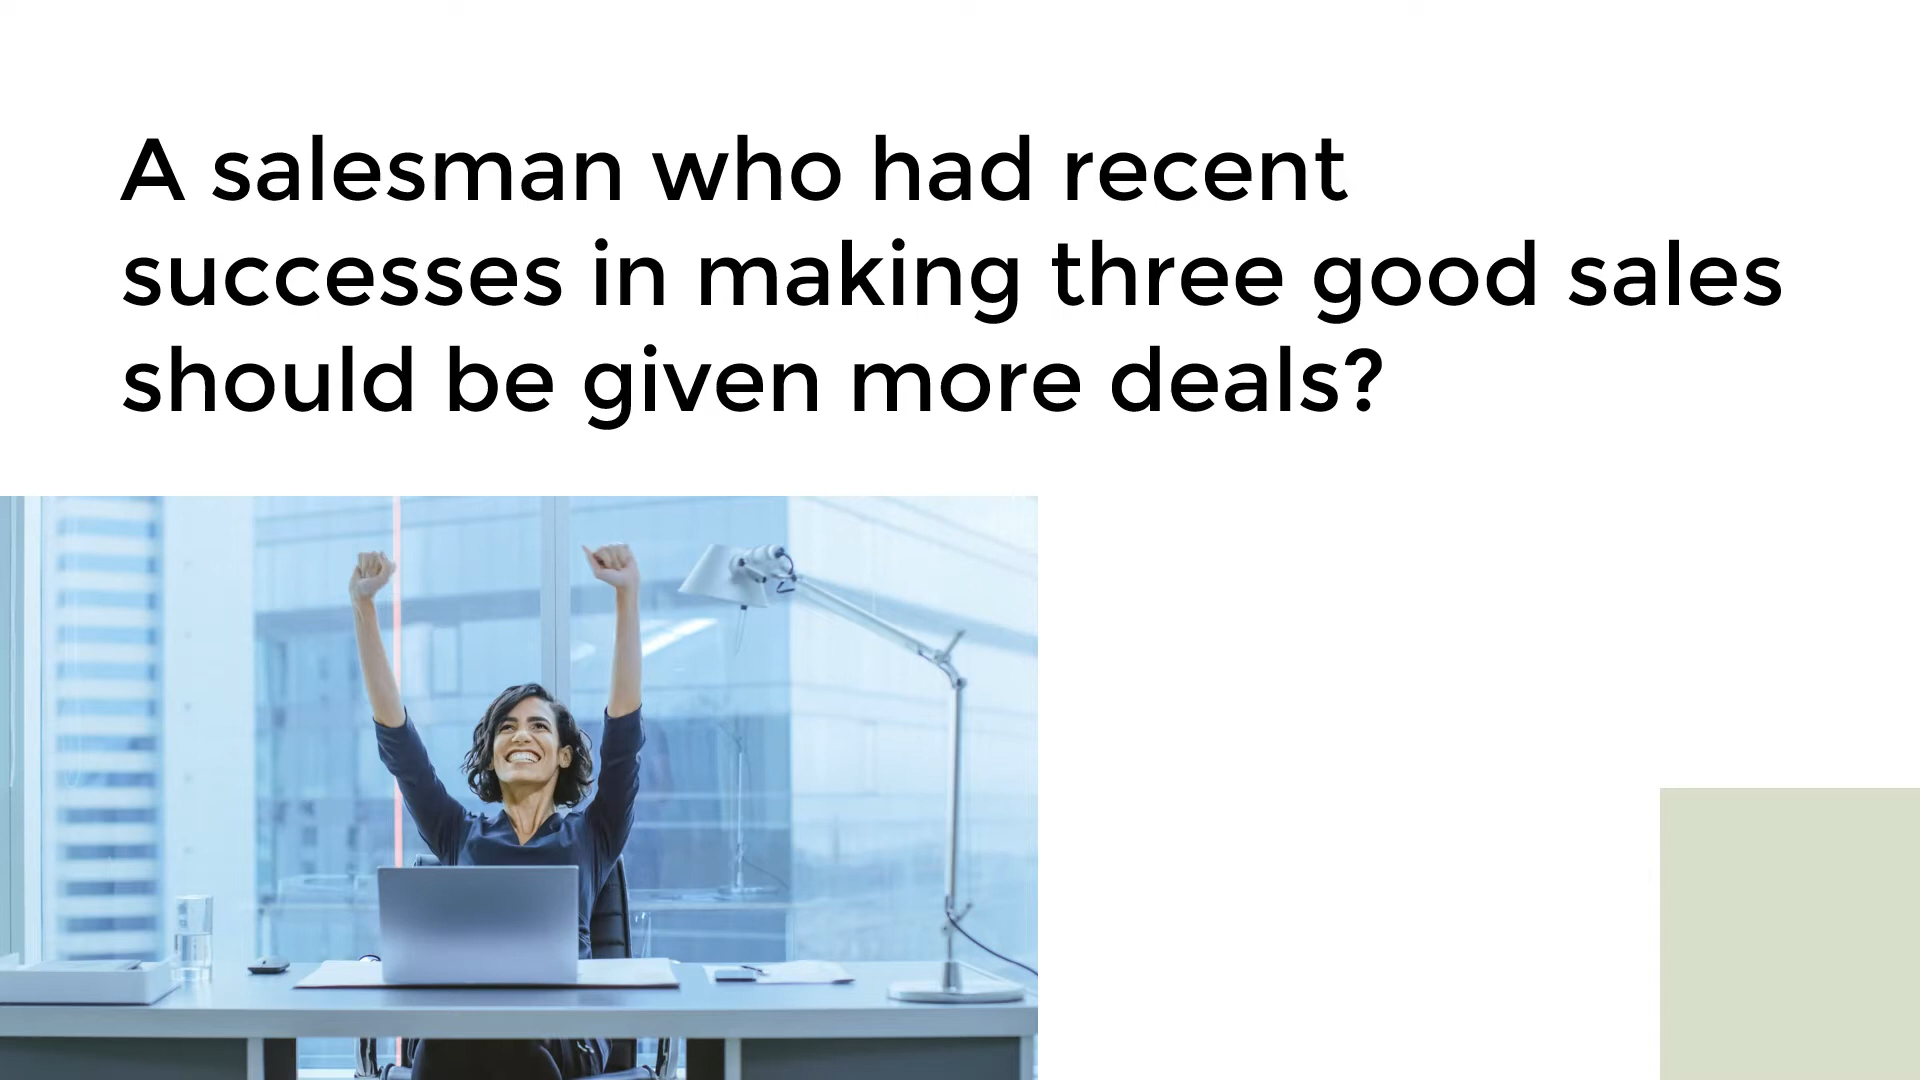 A salesman who had recent
successes in making three good sales
should be given more deals?